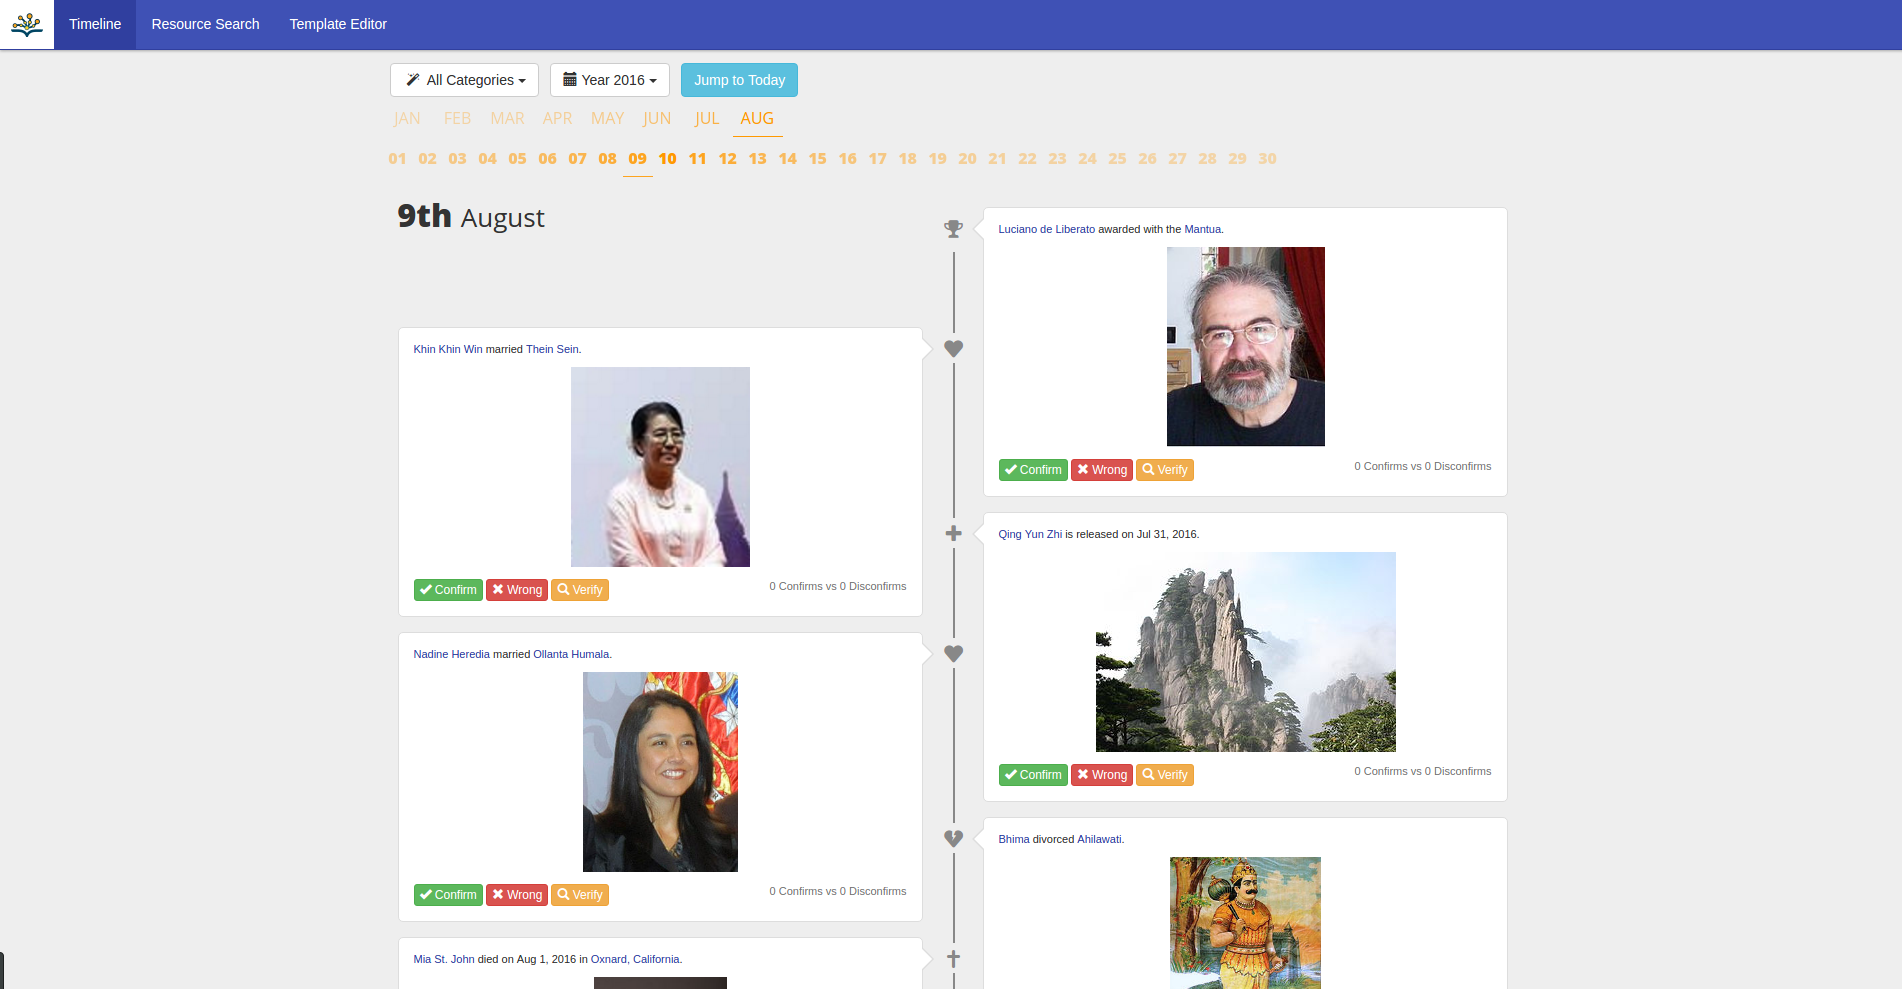 Timeline Resource Search Template Editor
All Categories Year 2016 Jump to Today
JAN FEB MAR APR MAY JUN JUL AUG
01 02 03 04 05 06 07 08 09 10 11 12 13 14 15 16 17 18 19 20 21 22 23 24 25 26 27 28 29 30
9th August
Luciano de Liberato awarded with the Mantua.
Confirm Wrong Verify 0 Confirms vs 0 Disconfirms
Khin Khin Win married Thein Sein.
Confirm Wrong Verify 0 Confirms vs 0 Disconfirms
Qing Yun Zhi is released on Jul 31, 2016.
Confirm Wrong Verify 0 Confirms vs 0 Disconfirms
Nadine Heredia married Ollanta Humala.
Confirm Wrong Verify 0 Confirms vs 0 Disconfirms
Bhima divorced Ahilawati.
Mia St. John died on Aug 1, 2016 in Oxnard, California.